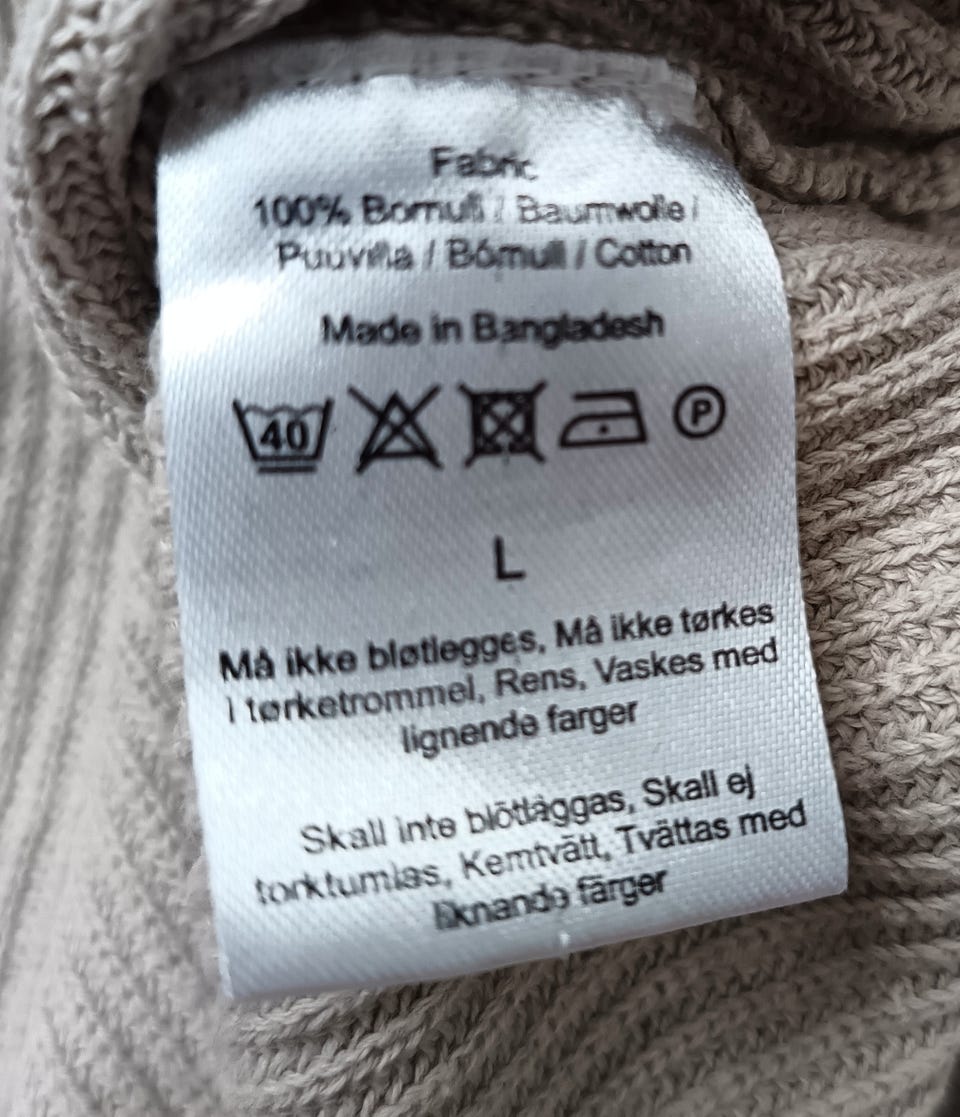 Fabric
100% Bomull / Baumwolle /
Puuvilla / Bómull / Cotton
Made in Bangladesh
40 P
L
Må ikke bløtlegges, Må ikke tørkes
i tørketrommel, Rens, Vaskes med
lignende farger
Skall inte blötläggas, Skall ej
torktumlas, Kemtvätt, Tvättas med
liknande färger